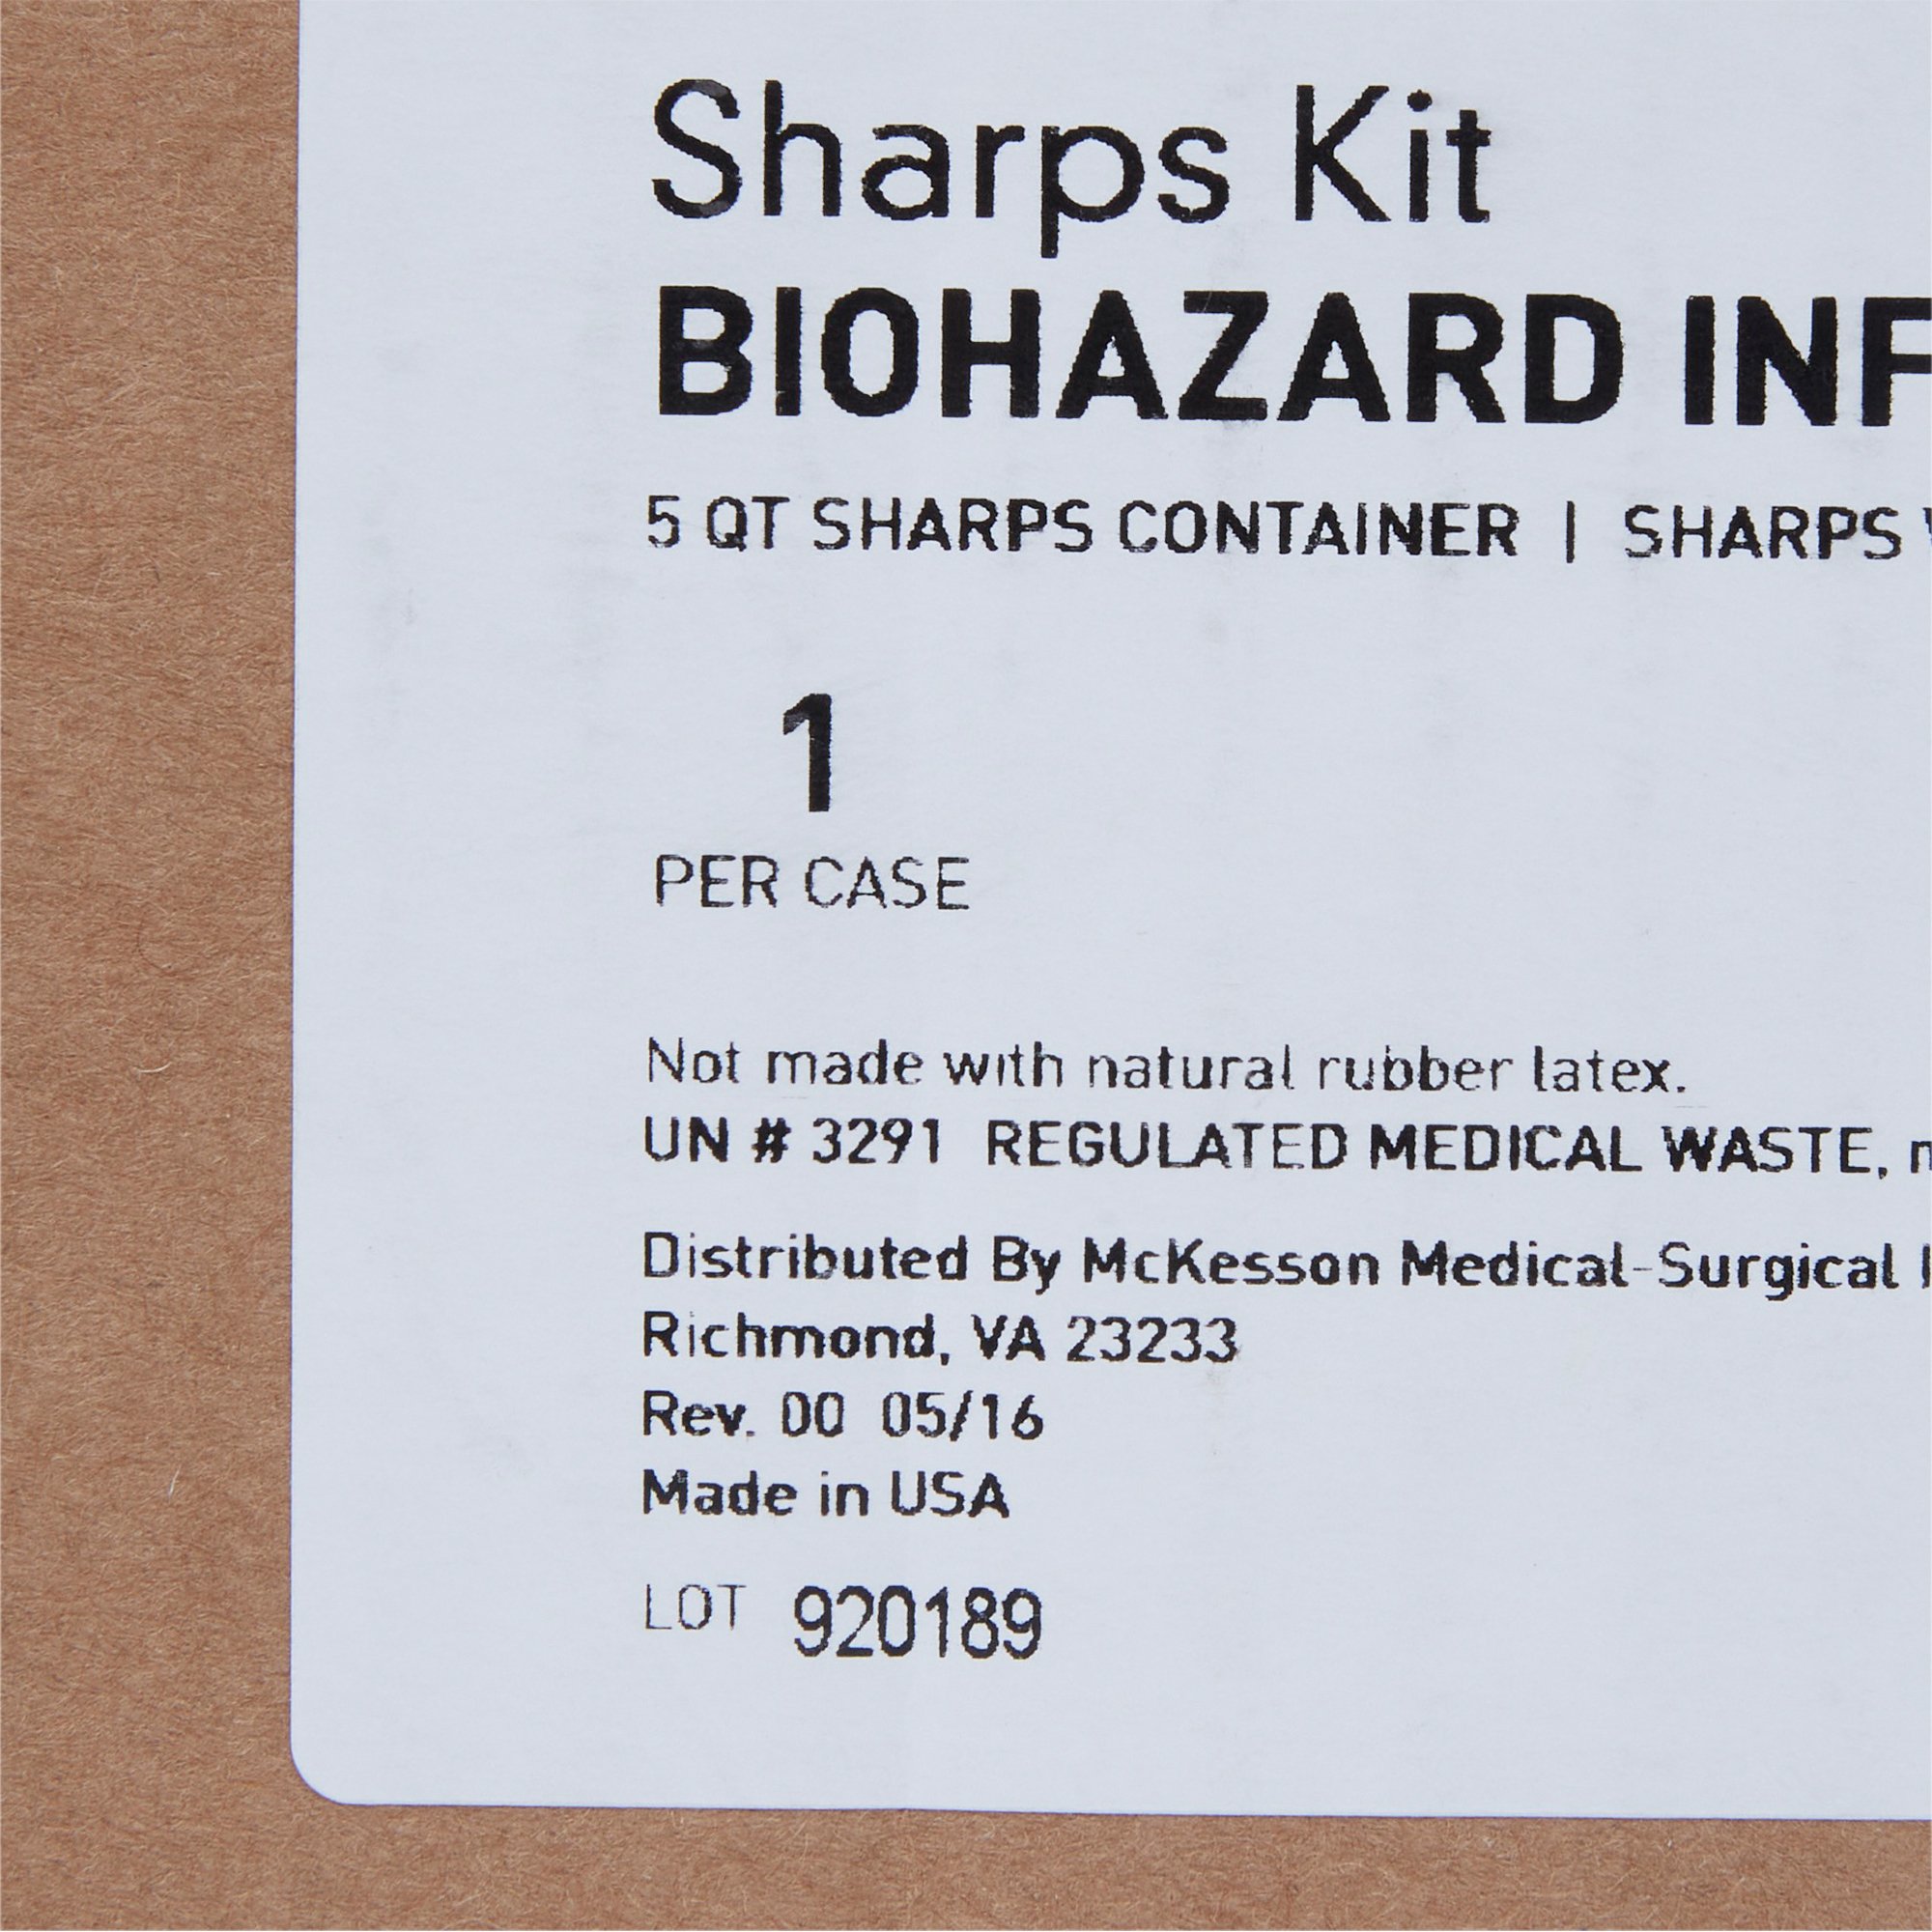 Sharps Kit
BIOHAZARD INF
5 QT SHARPS CONTAINER | SHARPS
1
PER CASE
Not made with natural rubber latex.
UN # 3291 REGULATED MEDICAL WASTE,
Distributed By McKesson Medical-Surgical
Richmond, VA 23233
Rev. 00 05/16
Made in USA
LOT 920189